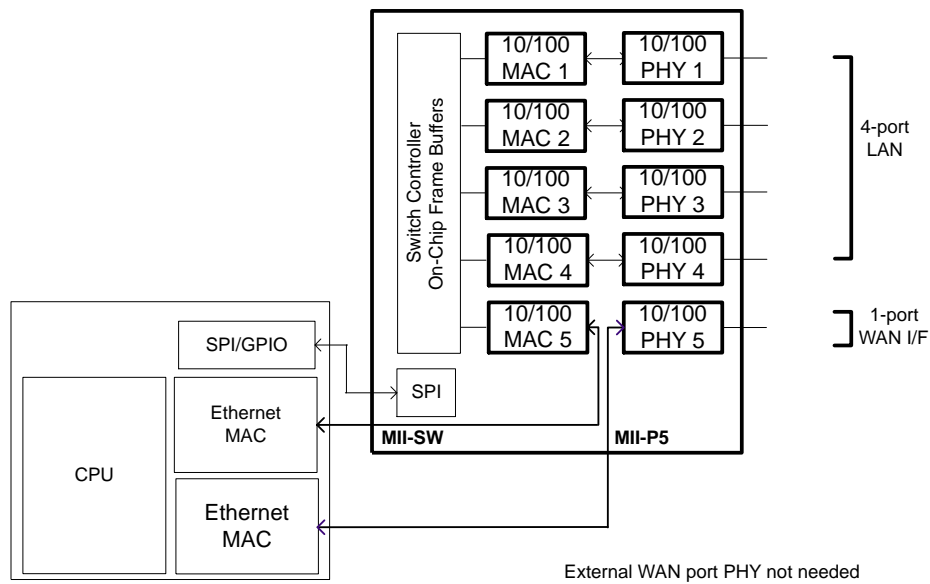 10/100
MAC 1
10/100
PHY 1
10/100
MAC 2
10/100
PHY 2
10/100
MAC 3
10/100
PHY 3
10/100
MAC 4
10/100
PHY 4
10/100
MAC 5
10/100
PHY 5
Switch Controller
On-Chip Frame Buffers
4-port
LAN
1-port
WAN I/F
SPI
MII-SW
MII-P5
SPI/GPIO
Ethernet
MAC
CPU
Ethernet
MAC
External WAN port PHY not needed